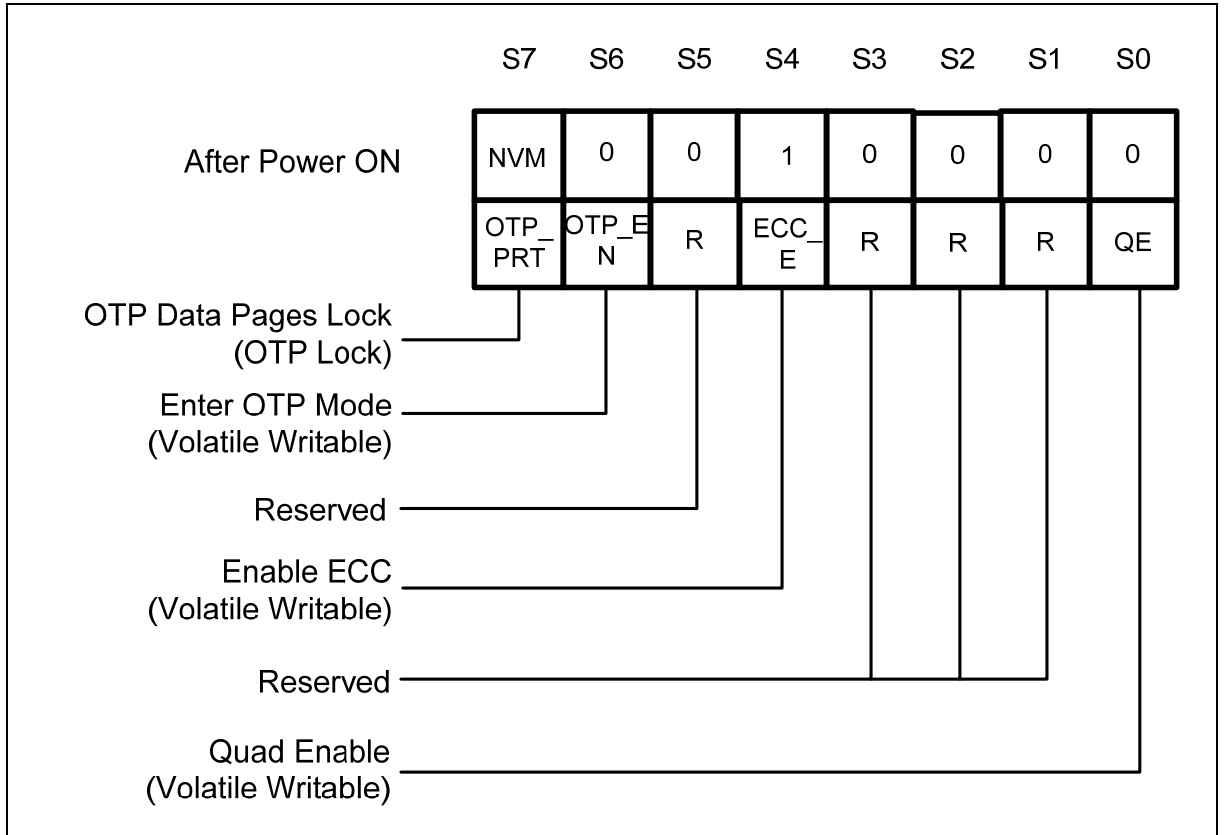 S7 S6 S5 S4 S3 S2 S1 S0
After Power ON NVM 0 0 1 0 0 0 0
OTP_ OTP_E R ECC_ R R R QE
PRT N E
OTP Data Pages Lock
(OTP Lock)
Enter OTP Mode
(Volatile Writable)
Reserved
Enable ECC
(Volatile Writable)
Reserved
Quad Enable
(Volatile Writable)